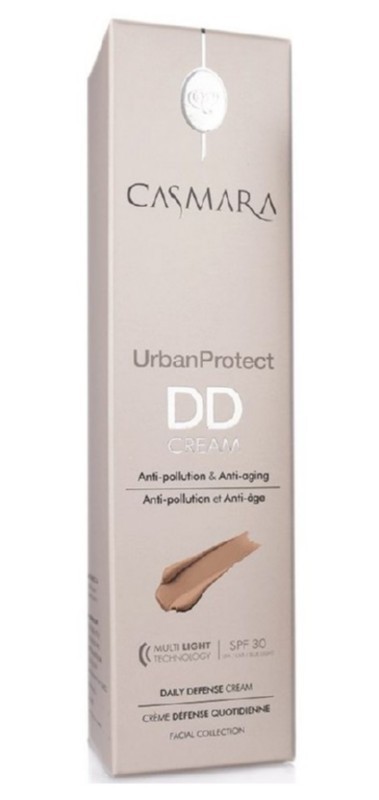 CASMARA
UrbanProtect
DD
CREAM
Anti-pollution & Anti-aging
Anti-pollution et Anti-âge
MULTI LIGHT SPF 30
TECHNOLOGY
DAILY DEFENSE CREAM
CRÈME DÉFENSE QUOTIDIENNE
FACIAL COLLECTION